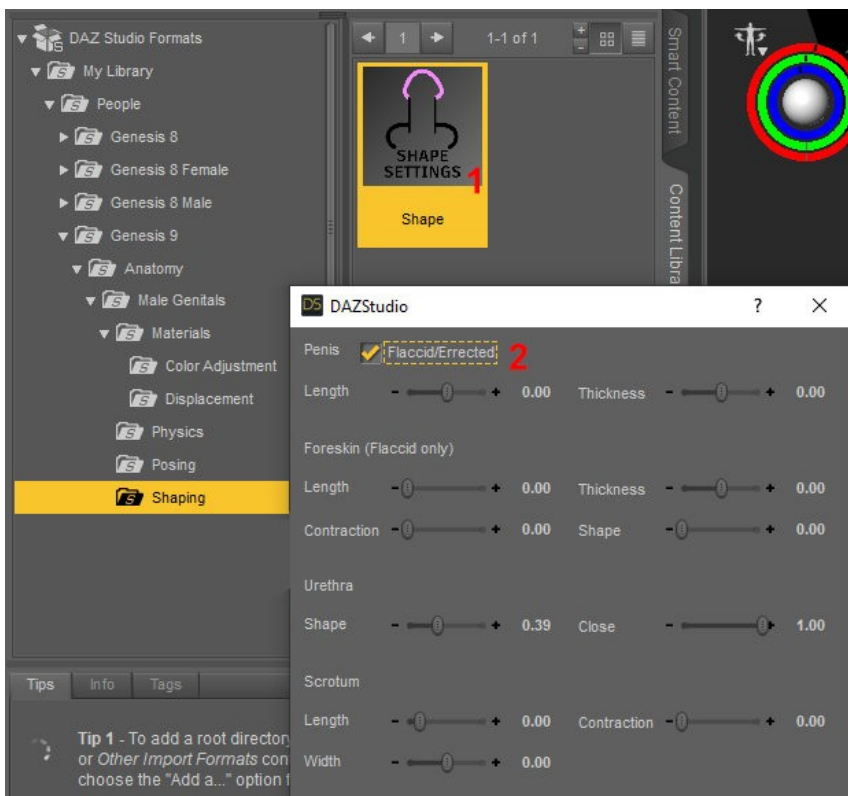 DAZ Studio Formats
My Library
People
Genesis 8
Genesis 8 Female
Genesis 8 Male
Genesis 9
Anatomy
Male Genitals
Materials
Color Adjustment
Displacement
Physics
Posing
Shaping
1
1-1 of 1
SHAPE
SETTINGS
1
Shape
Smart Content
Content Libra
DS DAZStudio
?
Penis Flaccid/Errected 2
Length - + 0.00 Thickness - + 0.00
Foreskin (Flaccid only)
Length - + 0.00 Thickness - + 0.00
Contraction - + 0.00 Shape - + 0.00
Urethra
Shape - + 0.39 Close - + 1.00
Scrotum
Length - + 0.00 Contraction - + 0.00
Width - + 0.00
Tips Info Tags
Tip 1 - To add a root directory
or Other Import Formats con
choose the "Add a..." option f